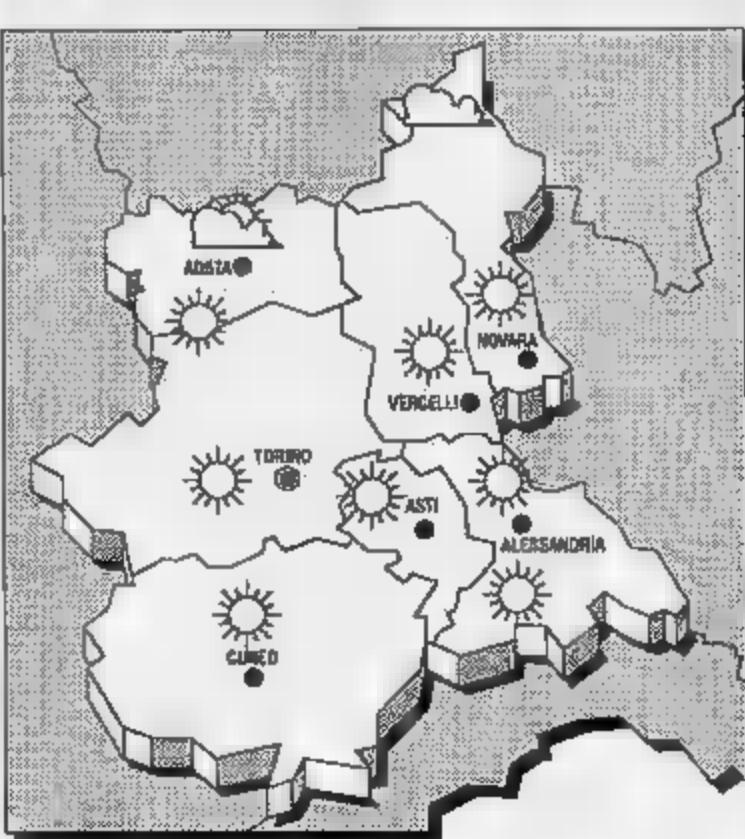 AOSTA
NOVARA
VERCELLI
TORINO
ASTI
ALESSANDRIA
CUNEO